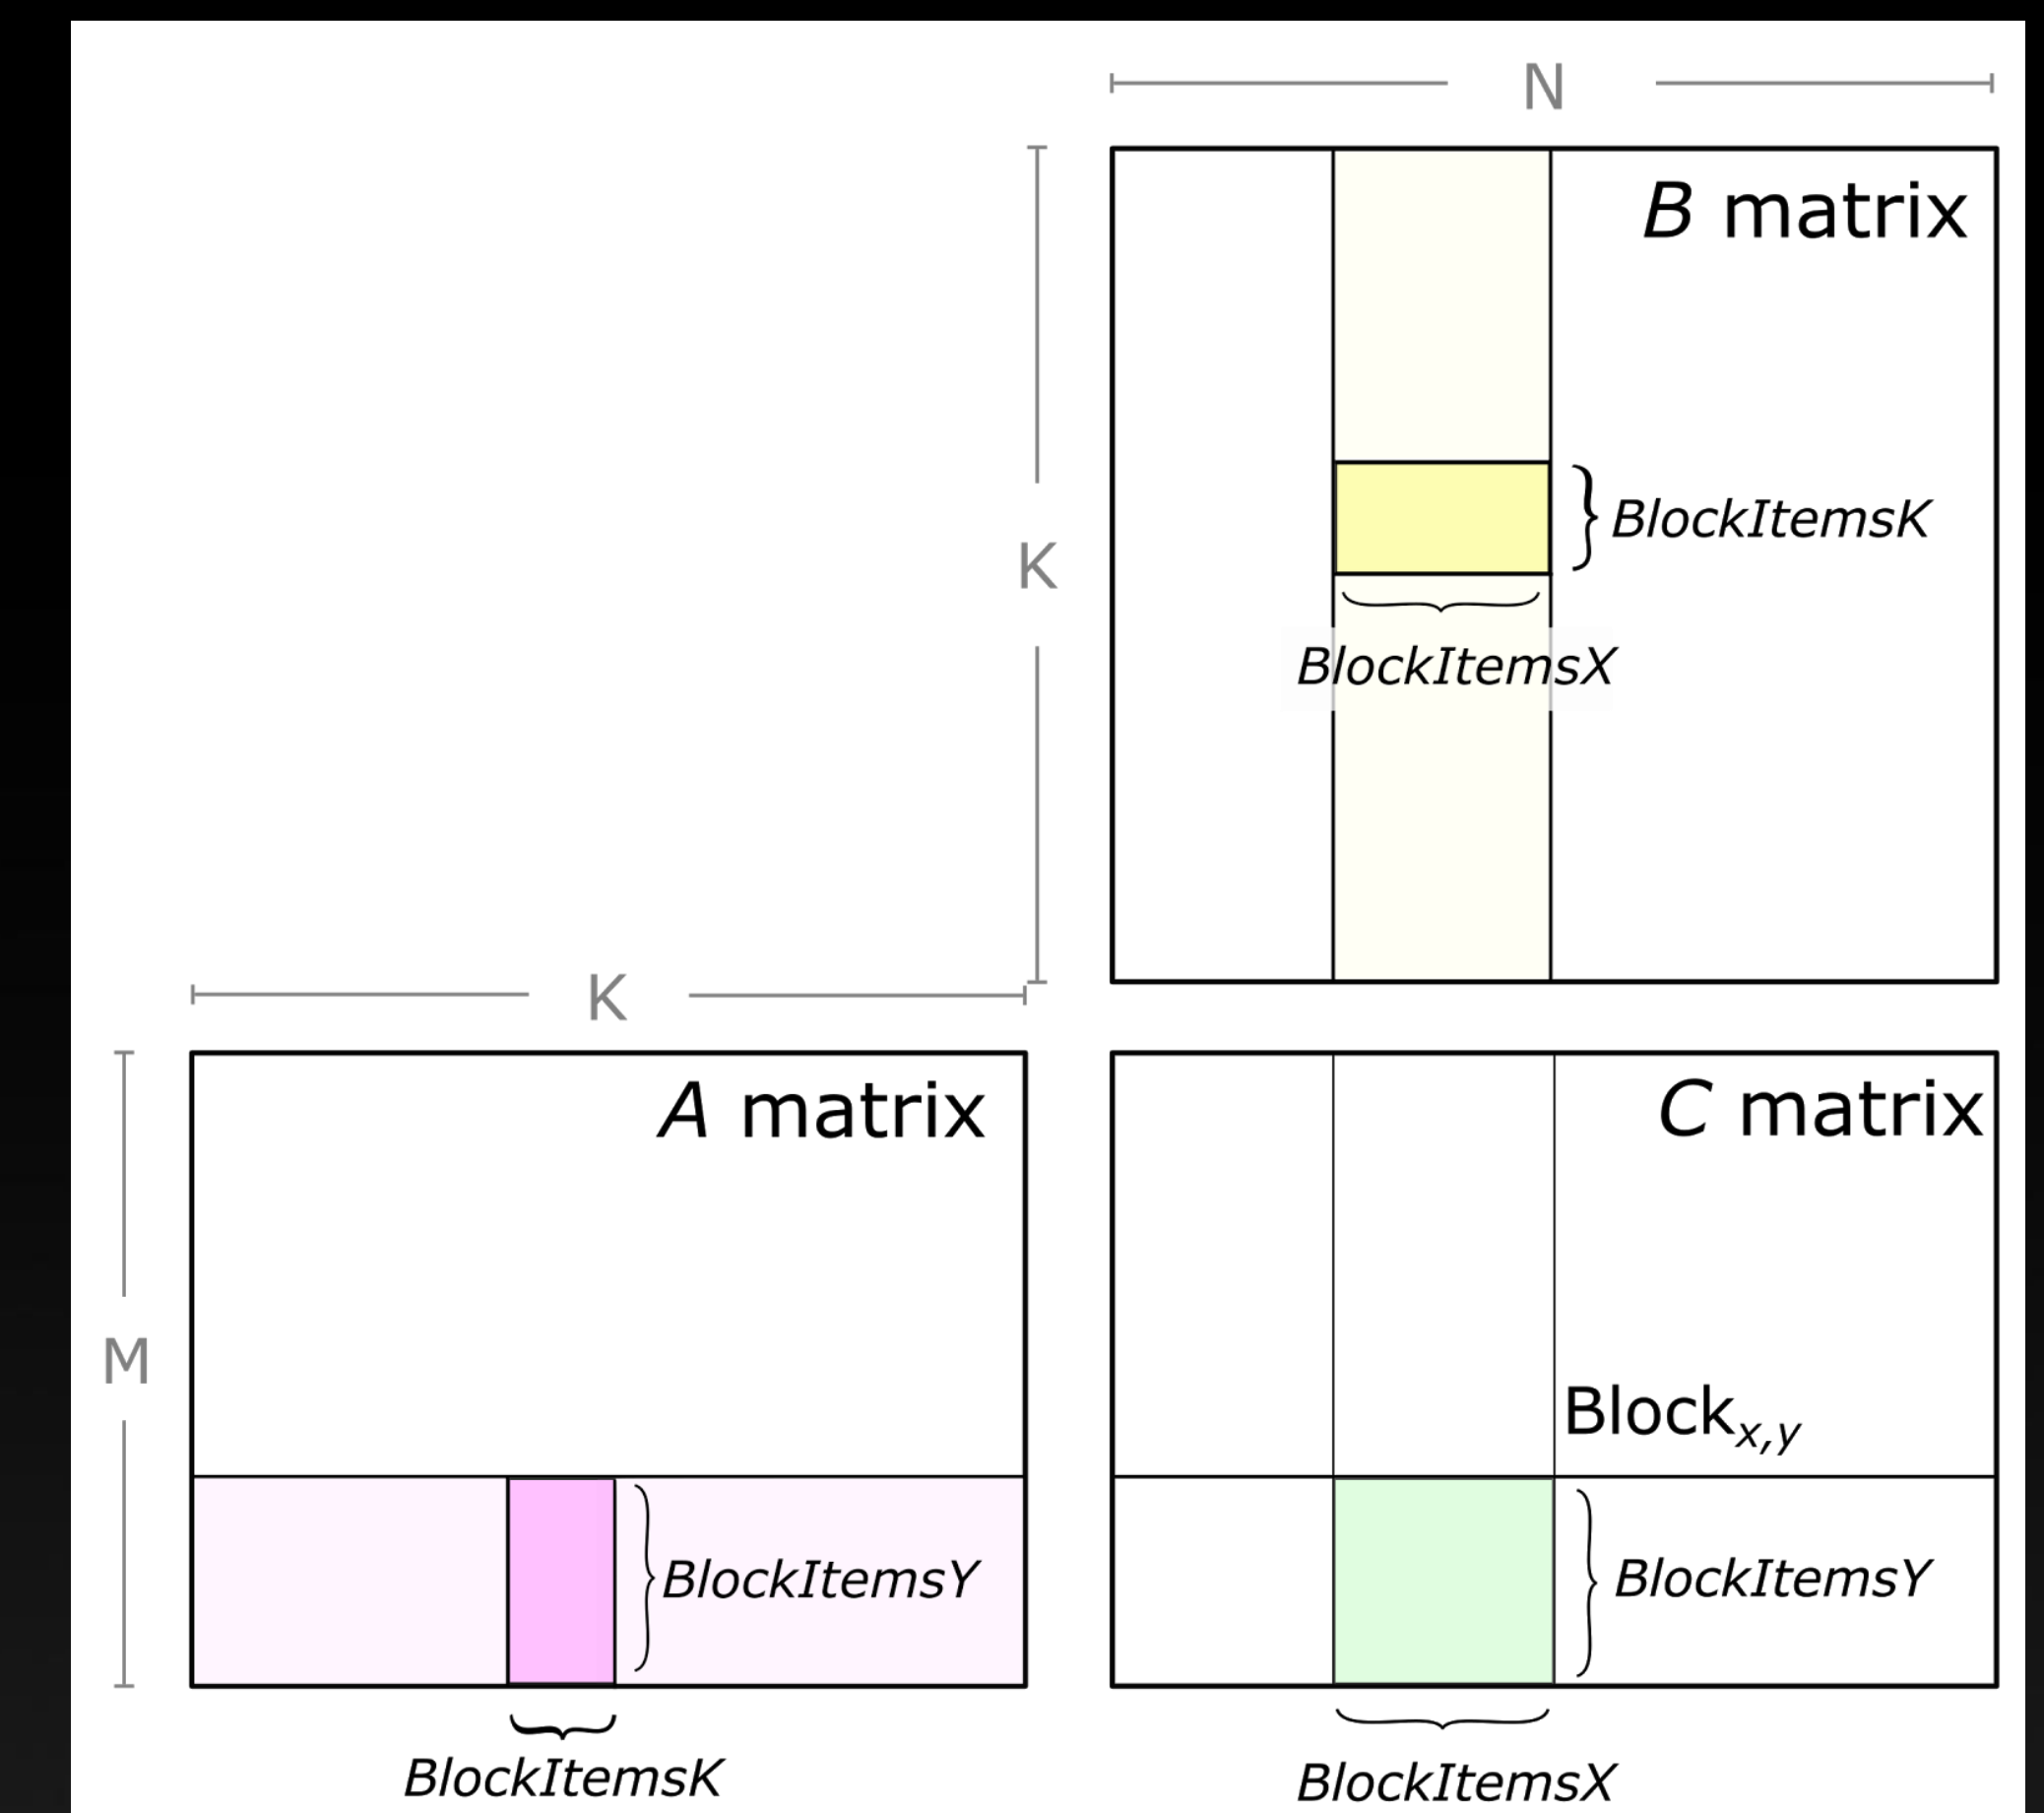 N
B matrix
BlockItemsK
K
BlockItemsX
K
A matrix
C matrix
M
Blockx,y
BlockItemsY
BlockItemsY
BlockItemsK
BlockItemsX